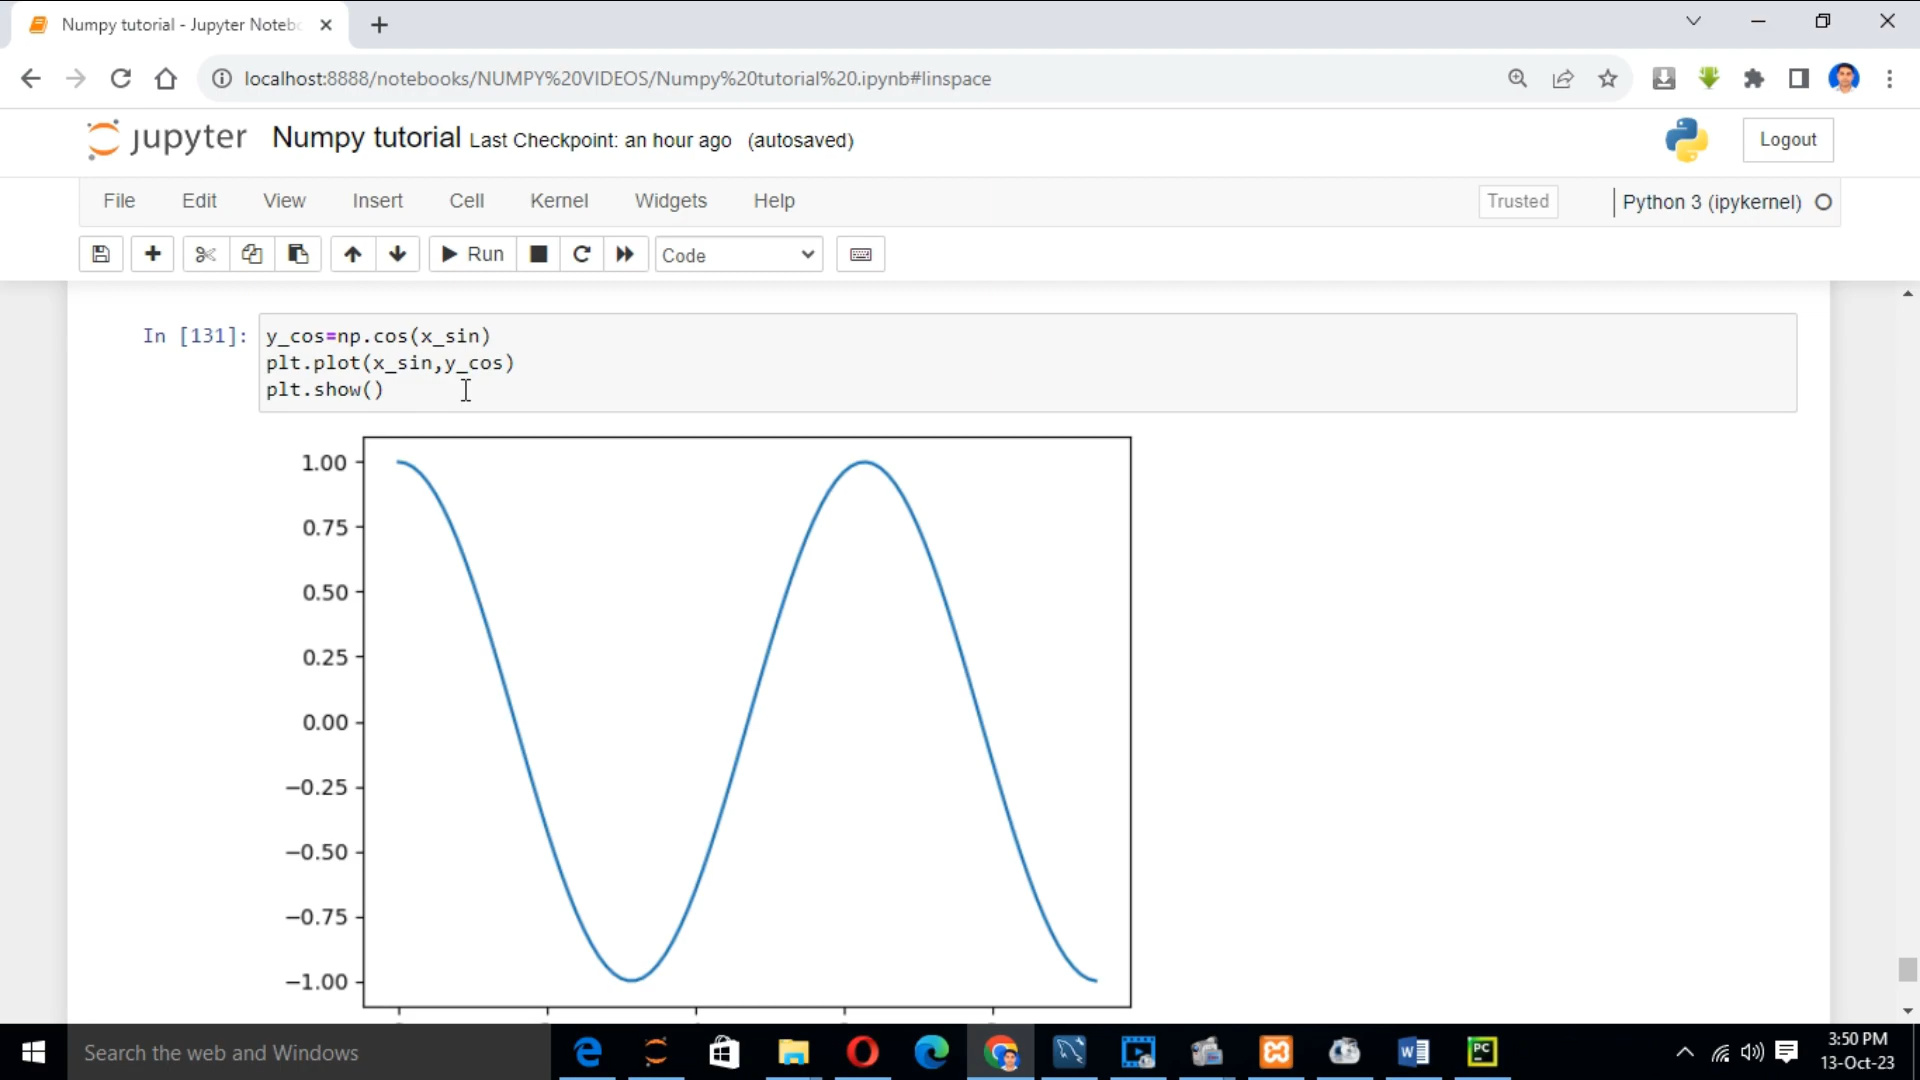 Numpy tutorial - Jupyter Notebo
localhost:8888/notebooks/NUMPY%20VIDEOS/Numpy%20tutorial%20.ipynb#linspace
jupyter Numpy tutorial Last Checkpoint: an hour ago (autosaved)
Logout
File Edit View Insert Cell Kernel Widgets Help
Trusted
Python 3 (ipykernel)
Run
Code
In [131]: y_cos=np.cos(x_sin)
plt.plot(x_sin,y_cos)
plt.show()
1.00
0.75
0.50
0.25
0.00
−0.25
−0.50
−0.75
−1.00
Search the web and Windows
PC
3:50 PM
13-Oct-23